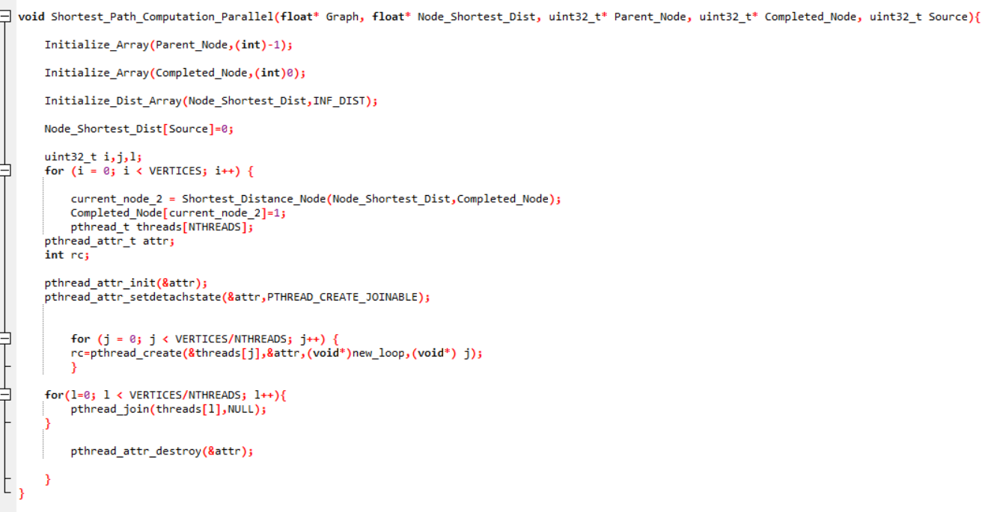 void Shortest_Path_Computation_Parallel(float* Graph, float* Node_Shortest_Dist, uint32_t* Parent_Node, uint32_t* Completed_Node, uint32_t Source){
Initialize_Array(Parent_Node,(int)-1);
Initialize_Array(Completed_Node,(int)0);
Initialize_Dist_Array(Node_Shortest_Dist,INF_DIST);
Node_Shortest_Dist[Source]=0;
uint32_t i,j,l;
for (i = 0; i < VERTICES; i++) {
current_node_2 = Shortest_Distance_Node(Node_Shortest_Dist,Completed_Node);
Completed_Node[current_node_2]=1;
pthread_t threads[NTHREADS];
pthread_attr_t attr;
int rc;
pthread_attr_init(&attr);
pthread_attr_setdetachstate(&attr,PTHREAD_CREATE_JOINABLE);
for (j = 0; j < VERTICES/NTHREADS; j++) {
rc=pthread_create(&threads[j],&attr,(void*)new_loop,(void*) j);
}
for(l=0; l < VERTICES/NTHREADS; l++){
pthread_join(threads[l],NULL);
}
pthread_attr_destroy(&attr);
}
}